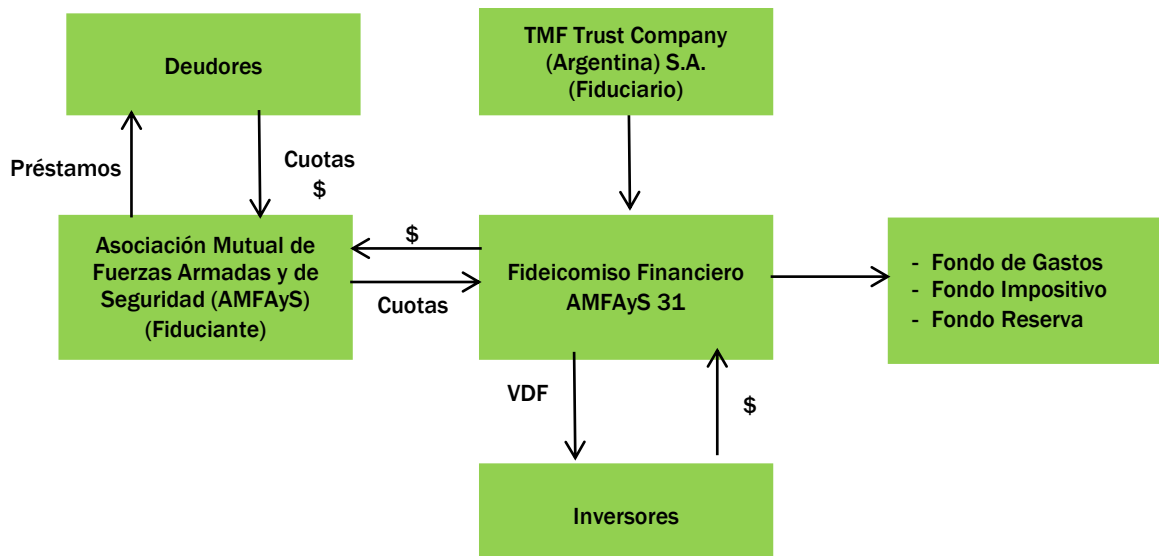 Deudores
TMF Trust Company
(Argentina) S.A.
(Fiduciario)
Préstamos
Cuotas
$
Asociación Mutual de
Fuerzas Armadas y de
Seguridad (AMFAyS)
(Fiduciante)
$
Cuotas
Fideicomiso Financiero
AMFAyS 31
- Fondo de Gastos
- Fondo Impositivo
- Fondo Reserva
VDF
$
Inversores